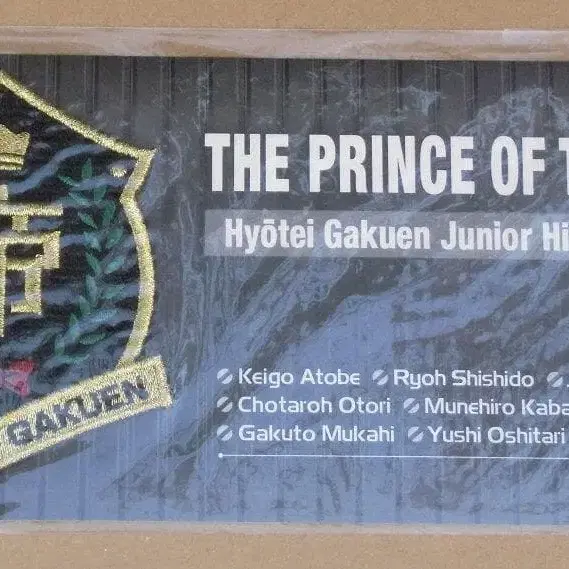 THE PRINCE OF T
Hyōtei Gakuen Junior Hi
Keigo Atobe Ryoh Shishido
Chotaroh Otori Munehiro Kaba
Gakuto Mukahi Yushi Oshitari
GAKUEN